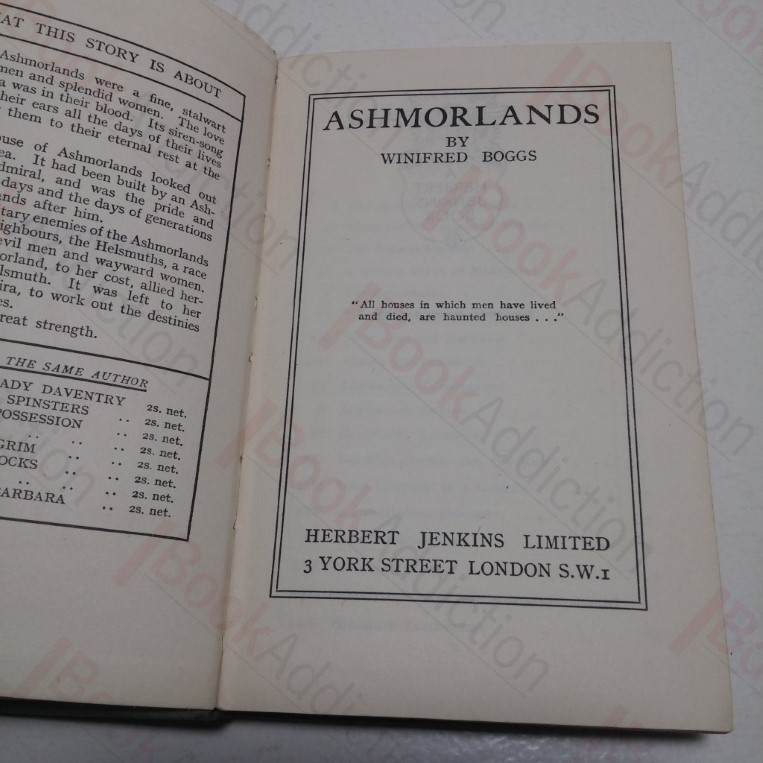 AT THIS STORY IS ABOUT
Ashmorlands were a fine, stalwart
men and splendid women. The love
a was in their blood. Its siren-song
heir ears all the days of their lives
them to their eternal rest at the
ouse of Ashmorlands looked out
ea. It had been built by an Ash-
dmiral, and was the pride and
days and the days of generations
ands after him.
itary enemies of the Ashmorlands
ighbours, the Helsmuths, a race
evil men and wayward women.
orland, to her cost, allied her-
elsmuth. It was left to her
ira, to work out the destinies
es.
reat strength.
THE SAME AUTHOR
ADY DAVENTRY 2s. net.
SPINSTERS .. 2s. net.
POSSESSION .. 2s. net.
.. .. .. 2s. net.
GRIM .. .. 2s. net.
OCKS .. .. 2s. net.
.. .. .. 2s. net.
ARBARA .. 2s. net.
ASHMORLANDS
BY
WINIFRED BOGGS
"All houses in which men have lived
and died, are haunted houses . . ."
HERBERT JENKINS LIMITED
3 YORK STREET LONDON S.W.1
BookAddiction